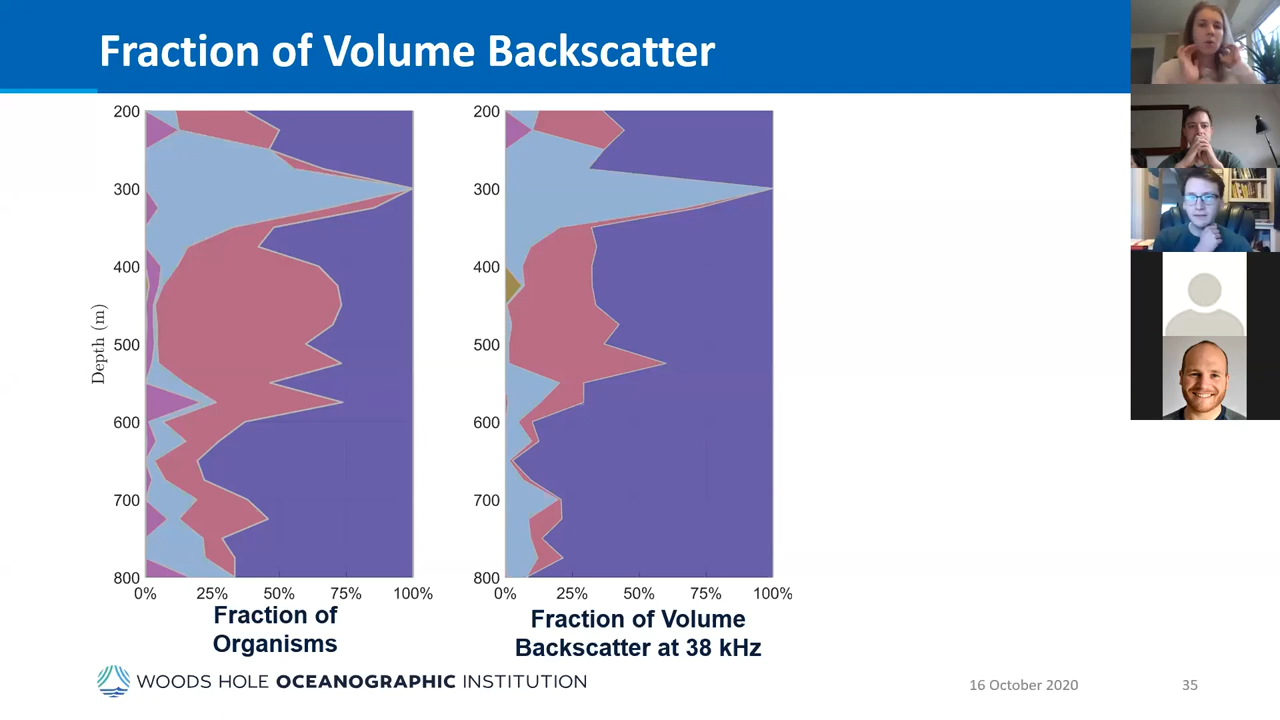 Fraction of Volume Backscatter
200
300
400
500
600
700
800
Depth (m)
0% 25% 50% 75% 100%
Fraction of
Organisms
200
300
400
500
600
700
800
0% 25% 50% 75% 100%
Fraction of Volume
Backscatter at 38 kHz
WOODS HOLE OCEANOGRAPHIC INSTITUTION
16 October 2020
35